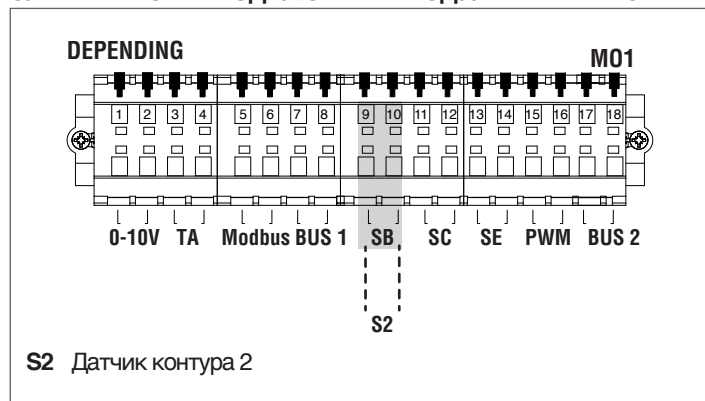 DEPENDING
M01
1 2 3 4 5 6 7 8 9 10 11 12 13 14 15 16 17 18
0-10V TA Modbus BUS 1 SB SC SE PWM BUS 2
S2
S2 Датчик контура 2